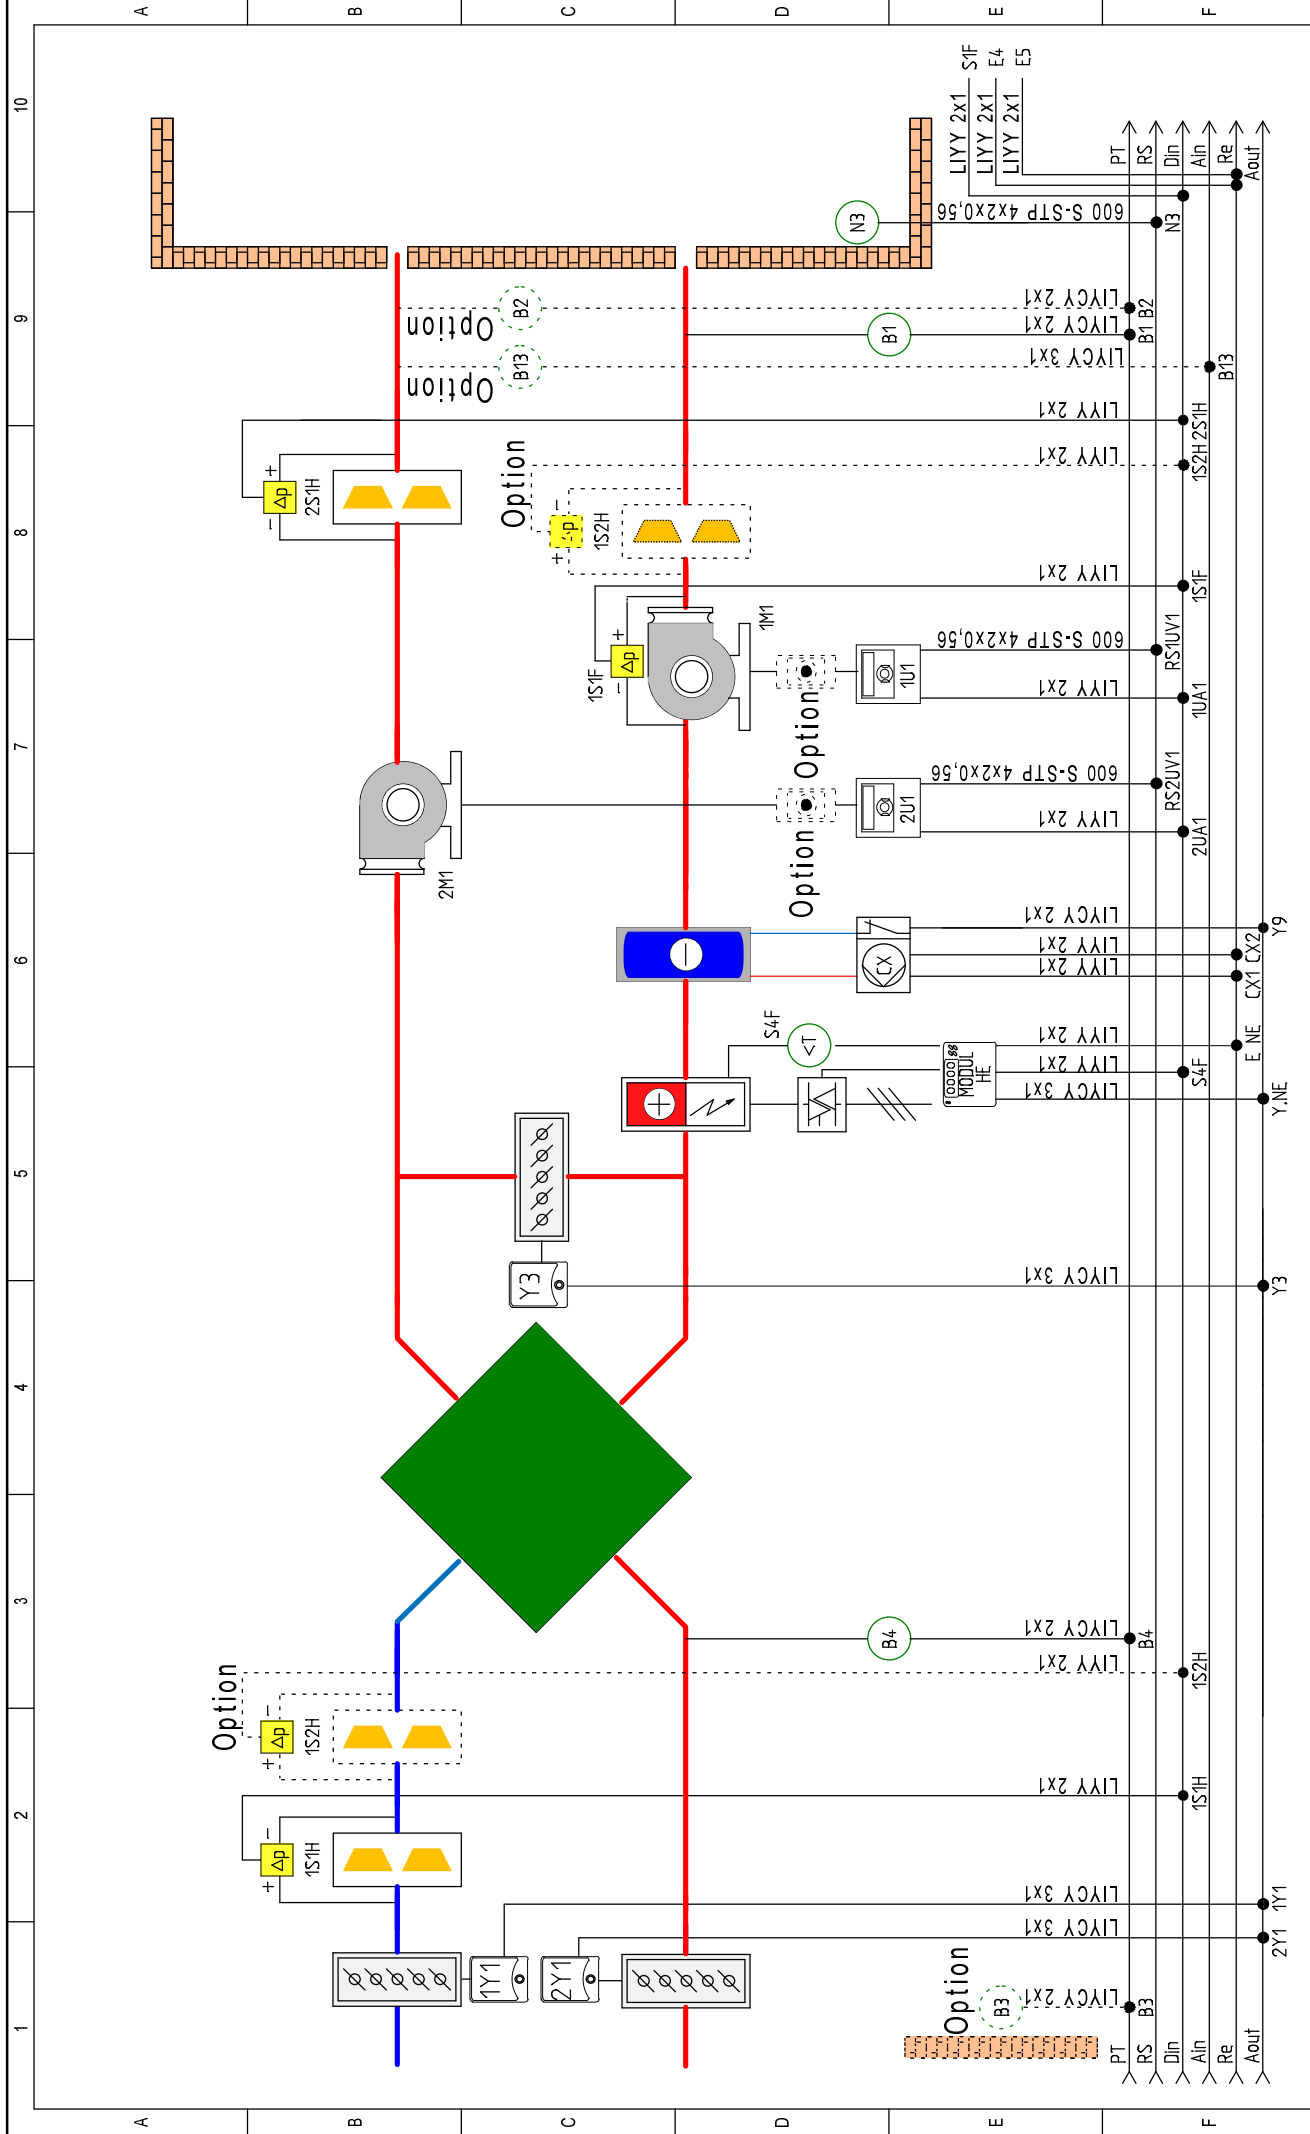 A
B
C
D
E
F
10
9
8
7
6
5
4
3
2
1
A
B
C
D
E
F
S1F
E4
E5
LIYY 2x1
LIYY 2x1
LIYY 2x1
PT
RS
Din
Ain
Re
Aout
N3
600 S-STP 4x2x0,56
N3
Option
B2
LIYCY 2x1
B2
B1
LIYCY 2x1
B1
Option
B13
LIYCY 3x1
B13
LIYY 2x1
2S1H
Δp
+
-
2S1H
Option
LIYY 2x1
1S2H
Δp
+
-
1S2H
LIYY 2x1
1S1F
Δp
+
-
1S1F
1M1
Option
1U1
600 S-STP 4x2x0,56
RS1UV1
LIYY 2x1
1UA1
2M1
Option
2U1
600 S-STP 4x2x0,56
RS2UV1
LIYY 2x1
2UA1
CX
LIYCY 2x1
Y9
LIYY 2x1
CX2
LIYY 2x1
CX1
S4F
<T
LIYY 2x1
E_NE
LIYY 2x1
S4F
LIYCY 3x1
Y.NE
0000
88
MODUL
HE
Y3
LIYCY 3x1
Y3
B4
LIYCY 2x1
B4
LIYY 2x1
1S2H
Option
Δp
+
-
1S2H
LIYY 2x1
1S1H
Δp
+
-
1S1H
LIYCY 3x1
1Y1
LIYCY 3x1
2Y1
1Y1
2Y1
Option
B3
LIYCY 2x1
B3
PT
RS
Din
Ain
Re
Aout